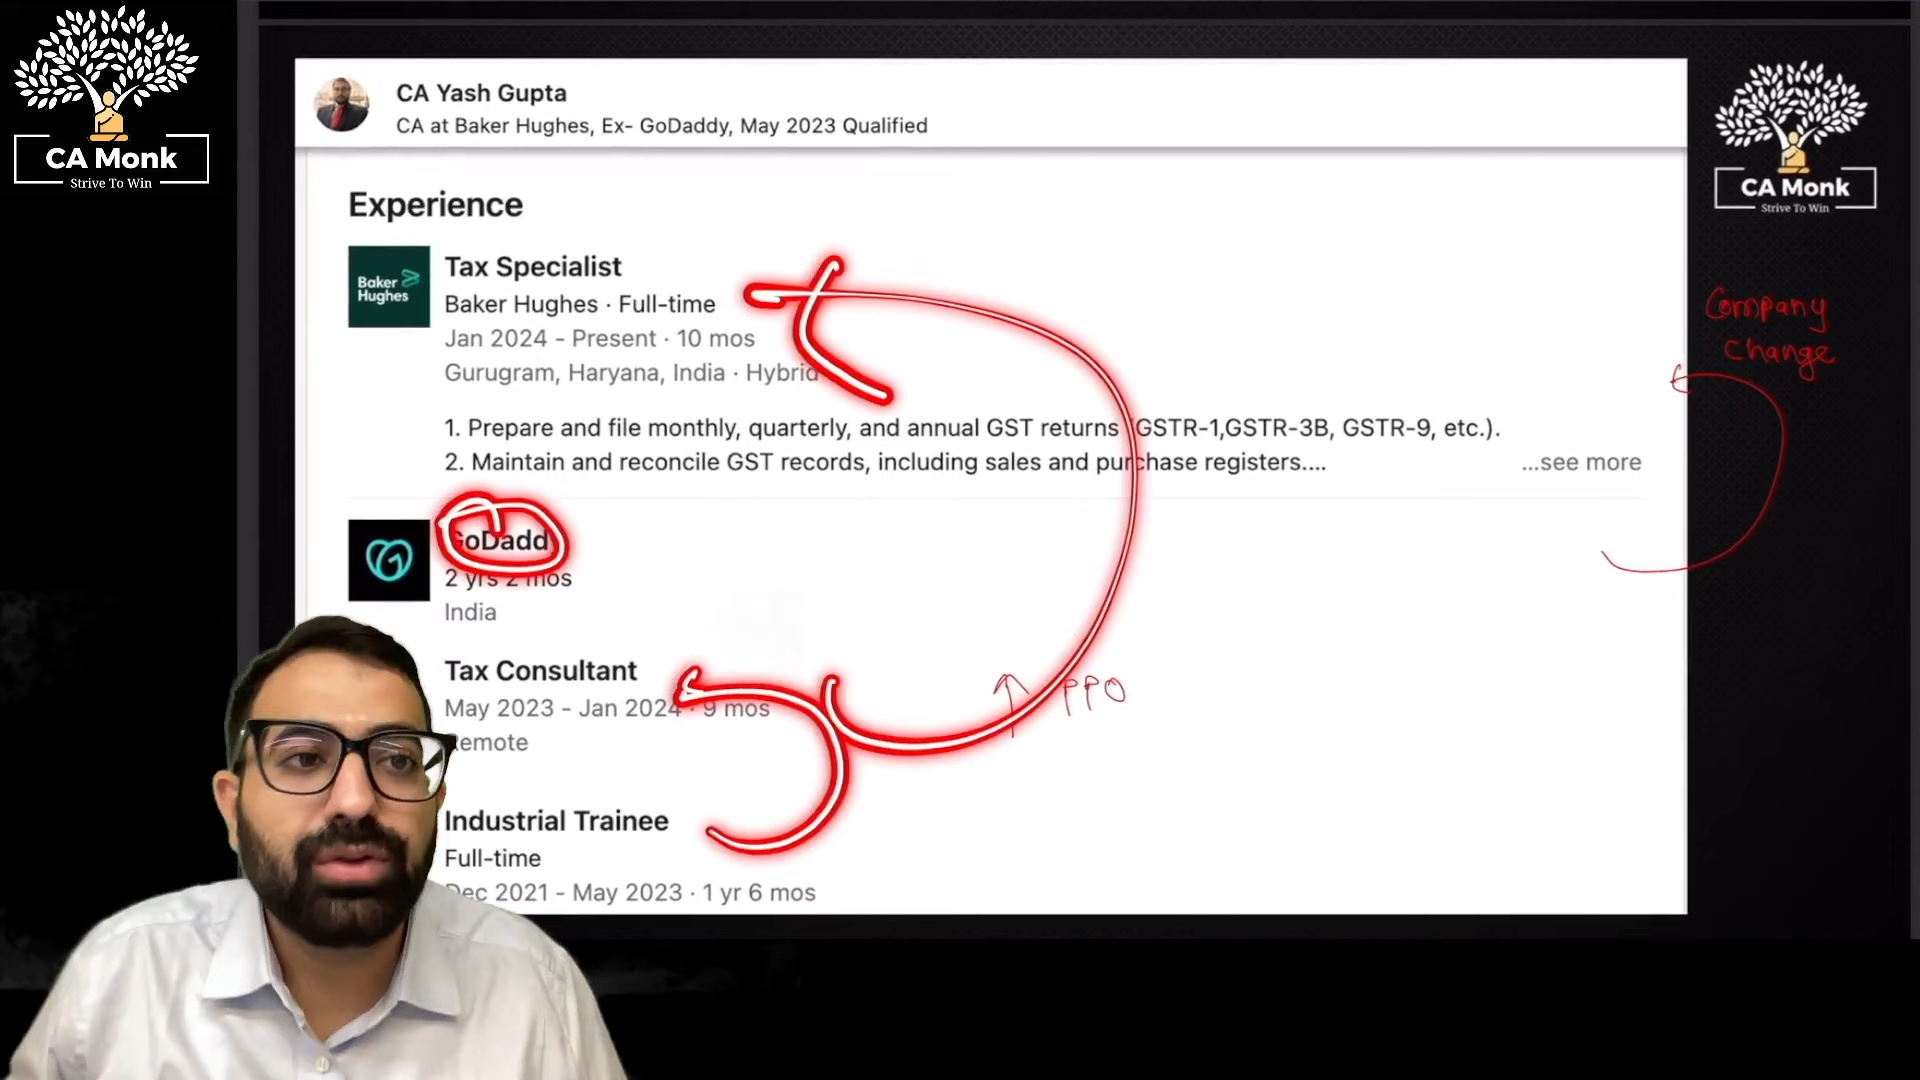 CA Monk
Strive To Win
CA Yash Gupta
CA at Baker Hughes, Ex- GoDaddy, May 2023 Qualified
CA Monk
Strive To Win
Experience
Baker
Hughes
Tax Specialist
Baker Hughes · Full-time
Jan 2024 - Present · 10 mos
Gurugram, Haryana, India · Hybrid
Company
Change
1. Prepare and file monthly, quarterly, and annual GST returns (GSTR-1,GSTR-3B, GSTR-9, etc.).
2. Maintain and reconcile GST records, including sales and purchase registers....
...see more
GoDadd
2 yrs 2 mos
India
Tax Consultant
May 2023 - Jan 2024 · 9 mos
Remote
PPO
Industrial Trainee
Full-time
Dec 2021 - May 2023 · 1 yr 6 mos